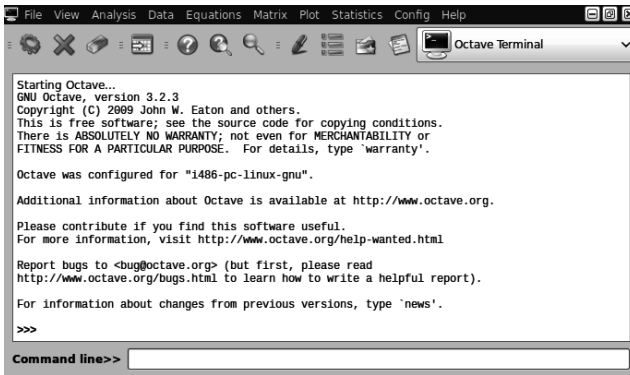 File View Analysis Data Equations Matrix Plot Statistics Config Help
Octave Terminal
Starting Octave...
GNU Octave, version 3.2.3
Copyright (C) 2009 John W. Eaton and others.
This is free software; see the source code for copying conditions.
There is ABSOLUTELY NO WARRANTY; not even for MERCHANTABILITY or
FITNESS FOR A PARTICULAR PURPOSE.  For details, type `warranty'.
Octave was configured for "i486-pc-linux-gnu".
Additional information about Octave is available at http://www.octave.org.
Please contribute if you find this software useful.
For more information, visit http://www.octave.org/help-wanted.html
Report bugs to <bug@octave.org> (but first, please read
http://www.octave.org/bugs.html to learn how to write a helpful report).
For information about changes from previous versions, type `news'.
>>>
Command line>>